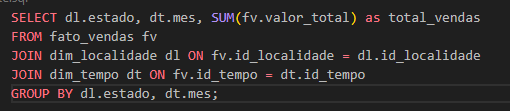 SELECT dl.estado, dt.mes, SUM(fv.valor_total) as total_vendas
FROM fato_vendas fv
JOIN dim_localidade dl ON fv.id_localidade = dl.id_localidade
JOIN dim_tempo dt ON fv.id_tempo = dt.id_tempo
GROUP BY dl.estado, dt.mes;